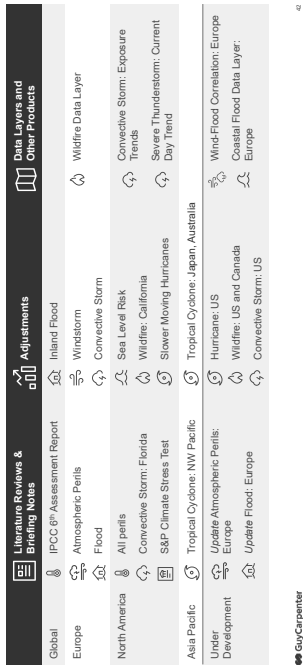 Literature Reviews &
Briefing Notes
Adjustments
Data Layers and
Other Products
Global
IPCC 6th Assessment Report
Inland Flood
Europe
Atmospheric Perils
Flood
Windstorm
Convective Storm
Wildfire Data Layer
North America
All perils
Convective Storm: Florida
S&P Climate Stress Test
Sea Level Risk
Wildfire: California
Slower Moving Hurricanes
Convective Storm: Exposure
Trends
Severe Thunderstorm: Current
Day Trend
Asia Pacific
Tropical Cyclone: NW Pacific
Tropical Cyclone: Japan, Australia
Under
Development
Update Atmospheric Perils:
Europe
Update Flood: Europe
Hurricane: US
Wildfire: US and Canada
Convective Storm: US
Wind-Flood Correlation: Europe
Coastal Flood Data Layer:
Europe
GuyCarpenter
42